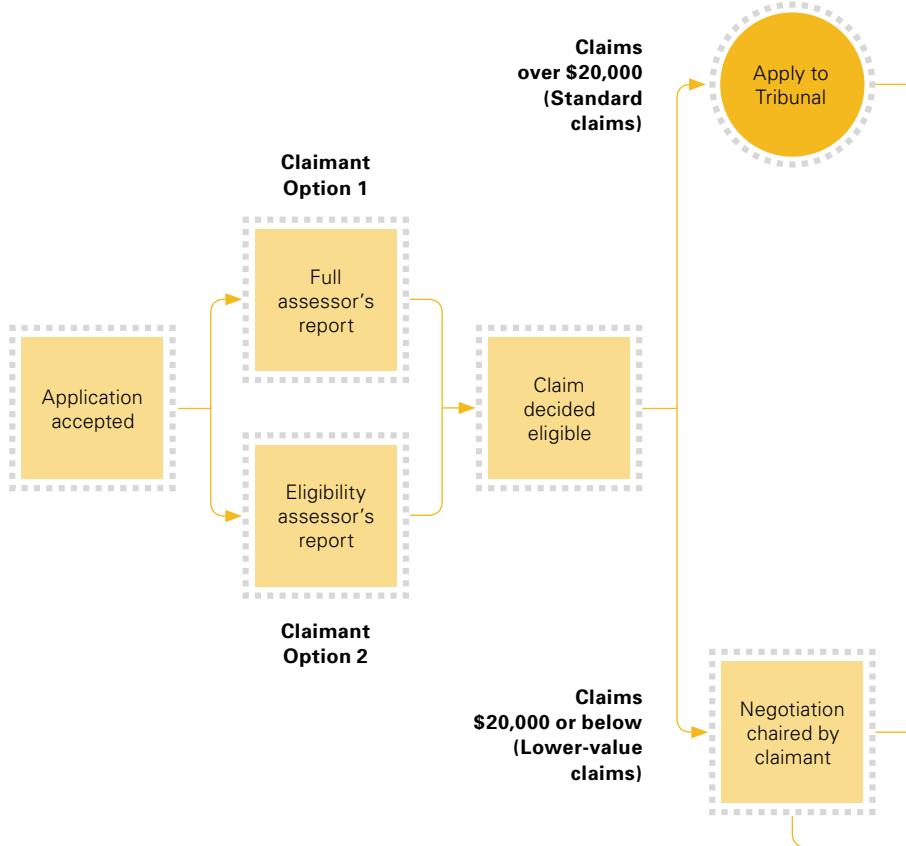 Claims
over $20,000
(Standard
claims)
Apply to
Tribunal
Claimant
Option 1
Full
assessor's
report
Application
accepted
Claim
decided
eligible
Eligibility
assessor's
report
Claimant
Option 2
Claims
$20,000 or below
(Lower-value
claims)
Negotiation
chaired by
claimant